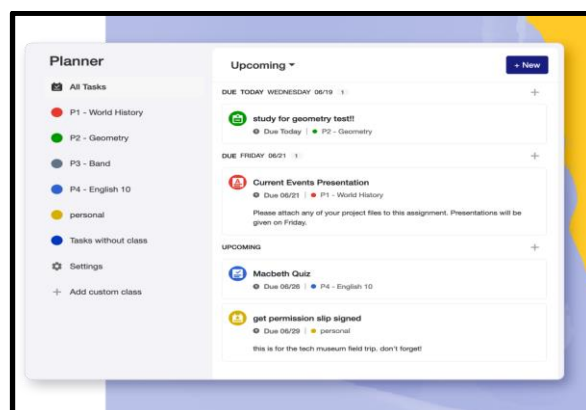 Planner
All Tasks
P1 - World History
P2 - Geometry
P3 - Band
P4 - English 10
personal
Tasks without class
Settings
+ Add custom class
Upcoming
+ New
DUE TODAY WEDNESDAY 06/19 1
study for geometry test!!
Due Today | P2 - Geometry
DUE FRIDAY 06/21 1
Current Events Presentation
Due 06/21 | P1 - World History
Please attach any of your project files to this assignment. Presentations will be
given on Friday.
UPCOMING
Macbeth Quiz
Due 06/26 | P4 - English 10
get permission slip signed
Due 06/29 | personal
this is for the tech museum field trip, don't forget!